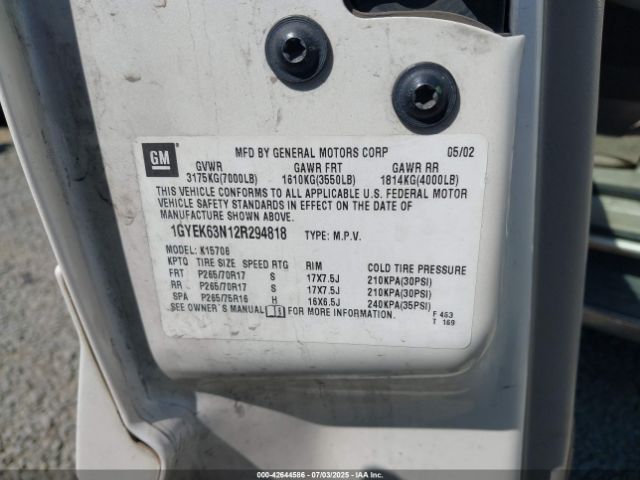 GM
MFD BY GENERAL MOTORS CORP 05/02
GVWR GAWR FRT GAWR RR
3175KG(7000LB) 1610KG(3550LB) 1814KG(4000LB)
THIS VEHICLE CONFORMS TO ALL APPLICABLE U.S. FEDERAL MOTOR
VEHICLE SAFETY STANDARDS IN EFFECT ON THE DATE OF
MANUFACTURE SHOWN ABOVE.
1GYEK63N12R294818 TYPE: M.P.V.
MODEL: K15706
KPTO TIRE SIZE SPEED RTG RIM COLD TIRE PRESSURE
FRT P265/70R17 S 17X7.5J 210KPA(30PSI)
RR P265/70R17 S 17X7.5J 210KPA(30PSI)
SPA P265/75R16 H 16X6.5J 240KPA(35PSI)
SEE OWNER'S MANUAL FOR MORE INFORMATION.
F 463
T 169
000-42644586 - 07/03/2025 - IAAI.com